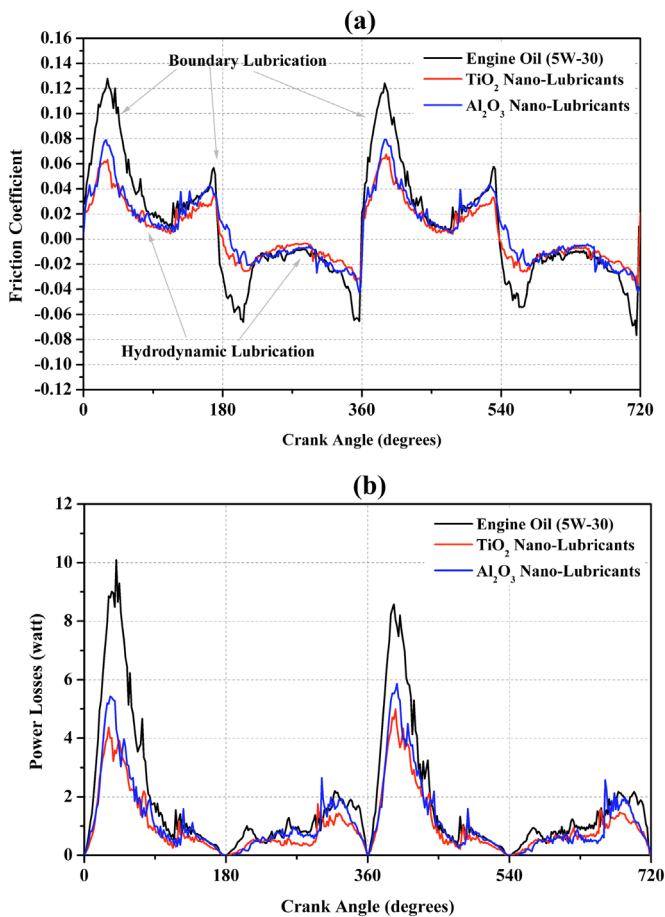 (a)
0.16
0.14
0.12
0.10
0.08
0.06
0.04
0.02
0.00
-0.02
-0.04
-0.06
-0.08
-0.10
-0.12
Friction Coefficient
Boundary Lubrication
Engine Oil (5W-30)
TiO₂ Nano-Lubricants
Al₂O₃ Nano-Lubricants
Hydrodynamic Lubrication
0 180 360 540 720
Crank Angle (degrees)
(b)
12
10
8
6
4
2
0
Power Losses (watt)
Engine Oil (5W-30)
TiO₂ Nano-Lubricants
Al₂O₃ Nano-Lubricants
0 180 360 540 720
Crank Angle (degrees)